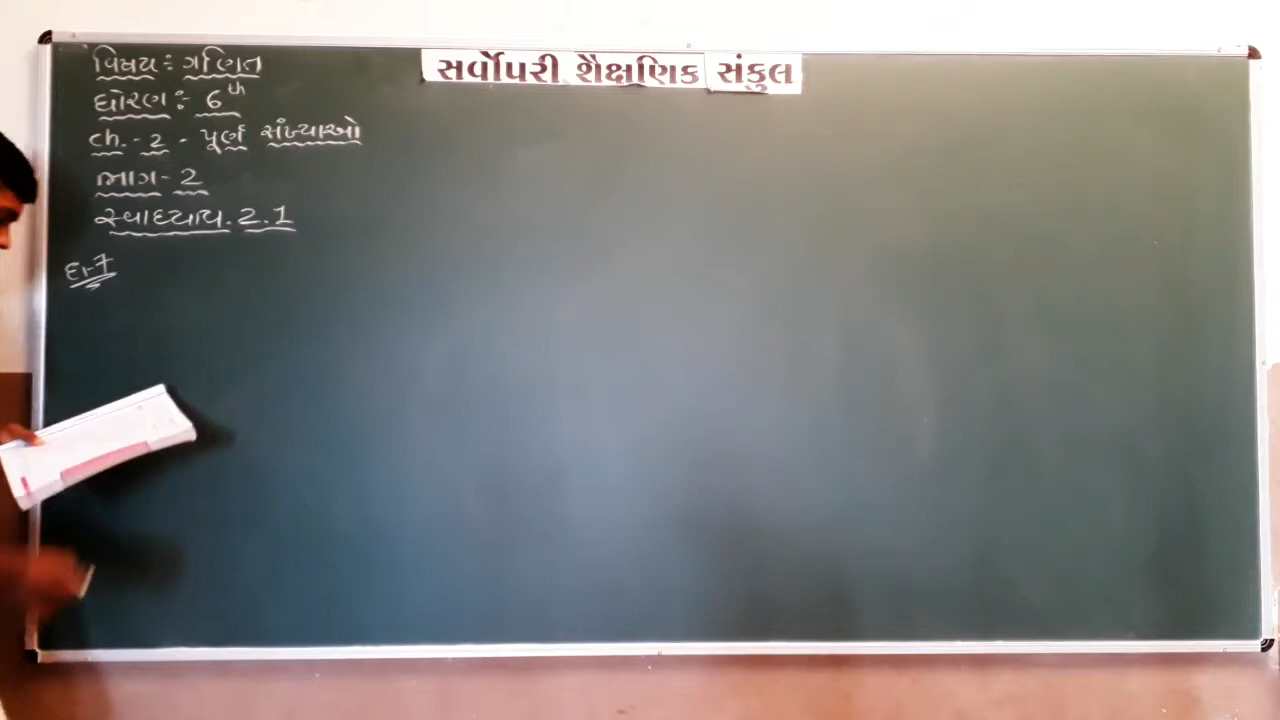 સર્વોપરી શૈક્ષણિક સંકુલ
વિષય : ગણિત
ધોરણ : 6th
ch. - 2 - પૂર્ણ સંખ્યાઓ
ભાગ - 2
સ્વાધ્યાય. 2.1
દા-7